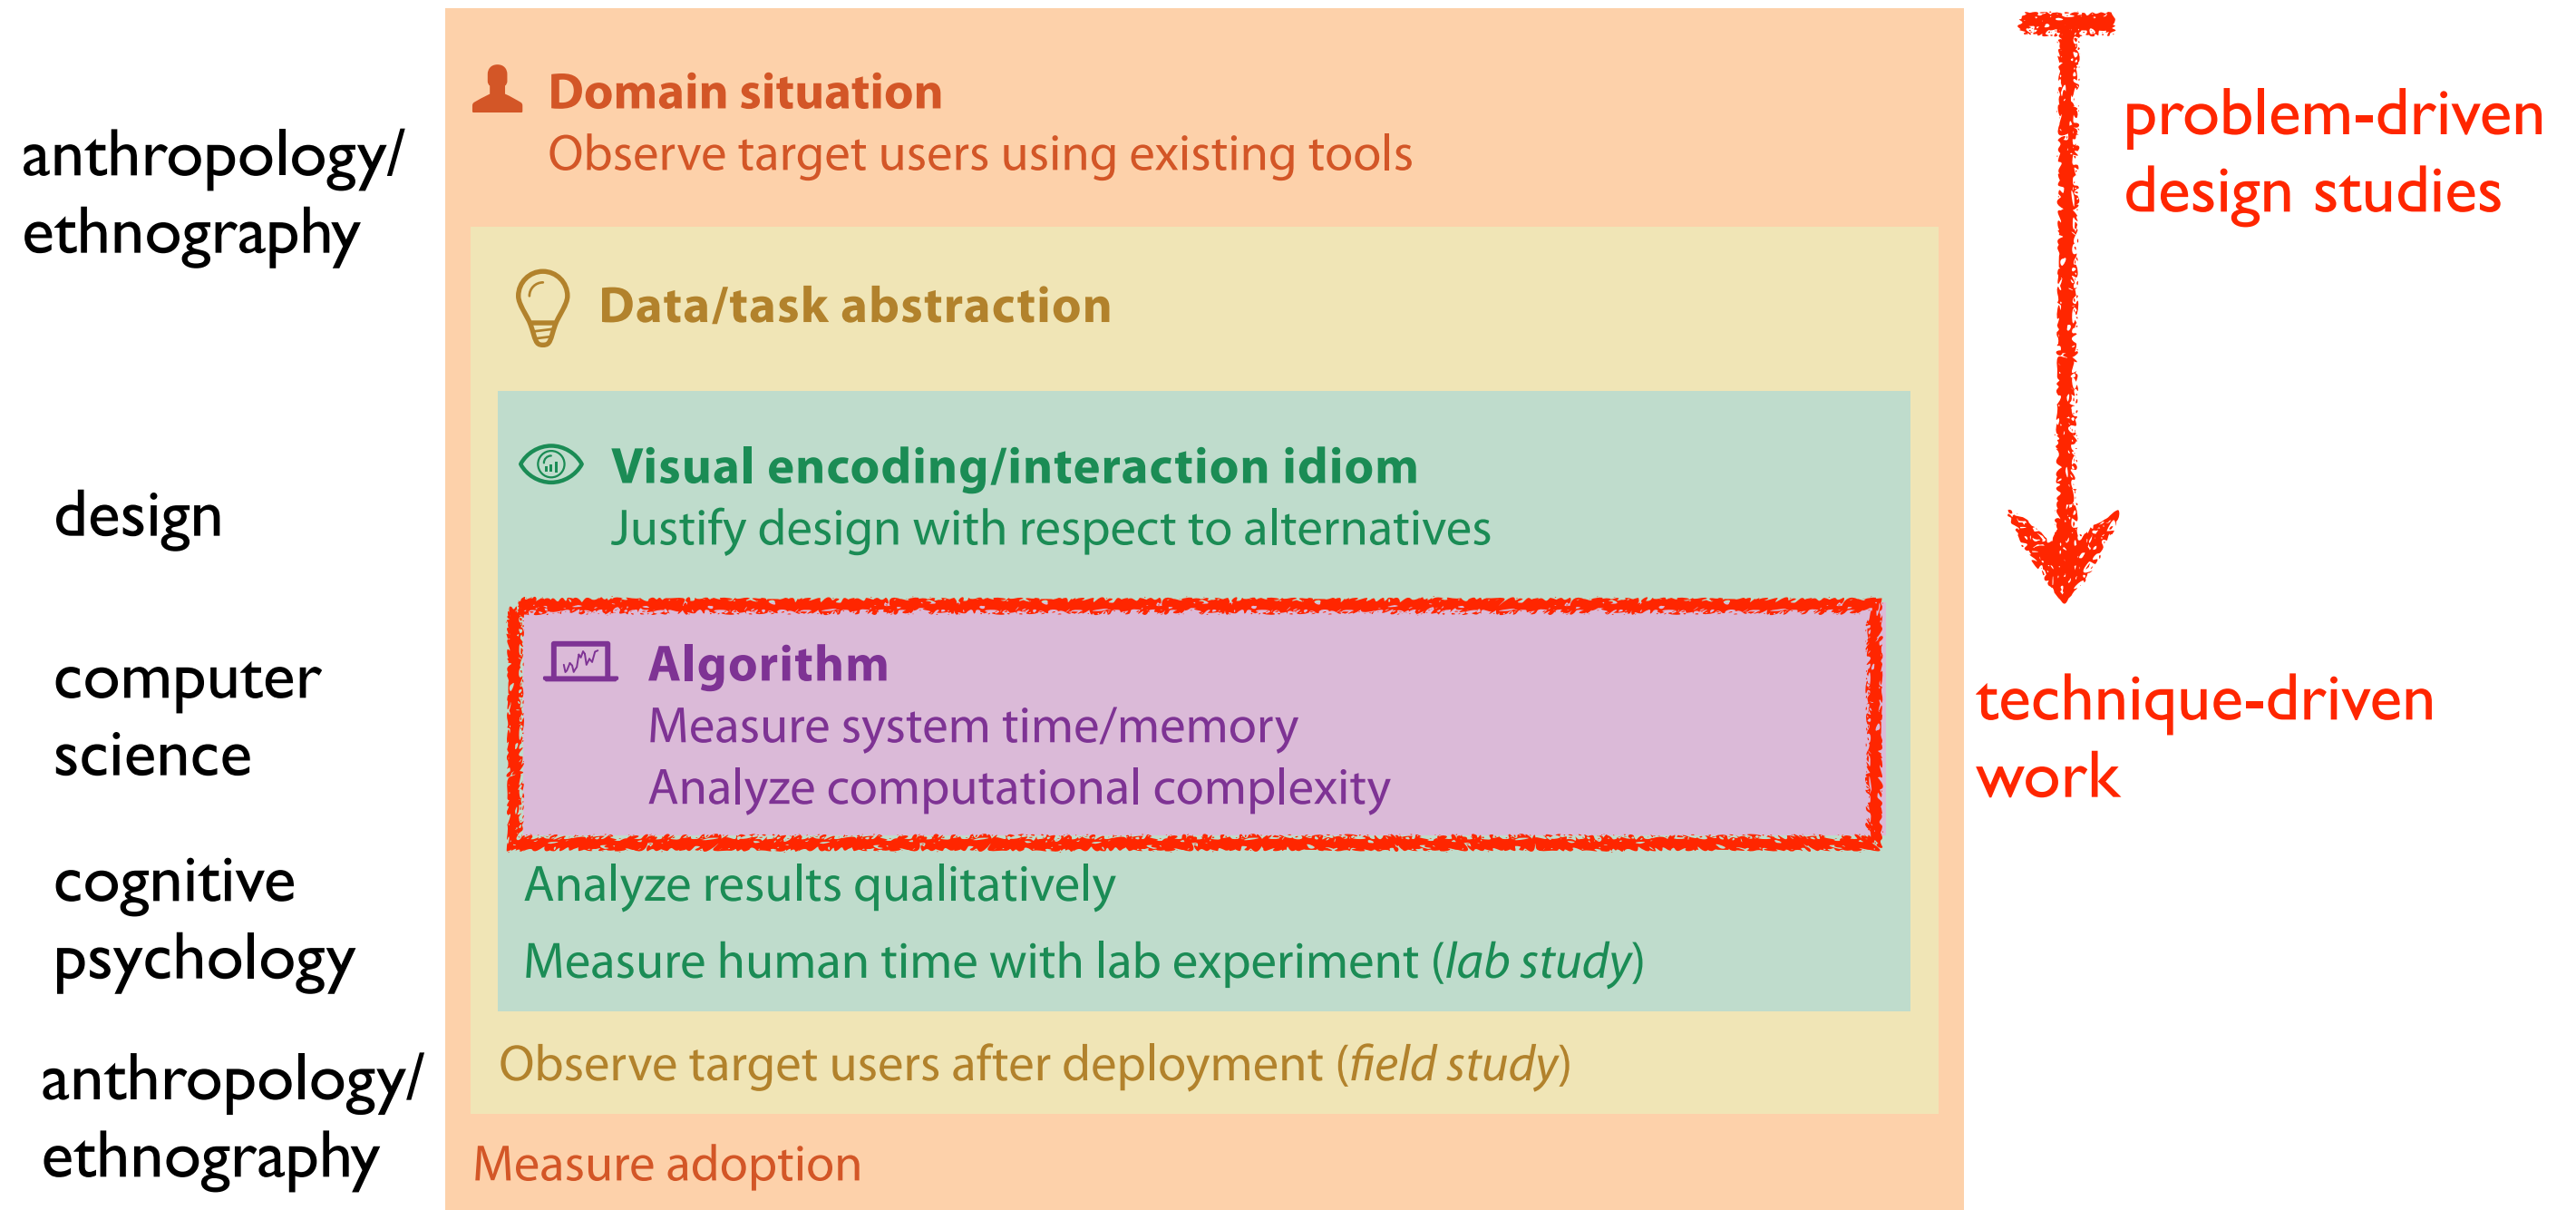 anthropology/
ethnography
design
computer
science
cognitive
psychology
anthropology/
ethnography
Domain situation
Observe target users using existing tools
Data/task abstraction
Visual encoding/interaction idiom
Justify design with respect to alternatives
Algorithm
Measure system time/memory
Analyze computational complexity
Analyze results qualitatively
Measure human time with lab experiment (lab study)
Observe target users after deployment (field study)
Measure adoption
problem-driven
design studies
technique-driven
work